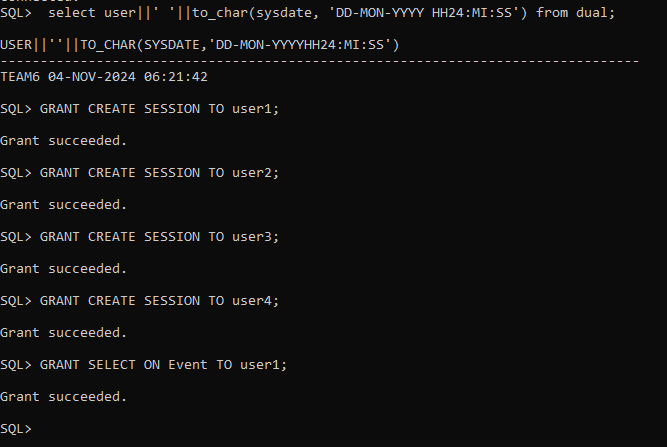 SQL>  select user||' '||to_char(sysdate, 'DD-MON-YYYY HH24:MI:SS') from dual;
USER||''||TO_CHAR(SYSDATE,'DD-MON-YYYYHH24:MI:SS')
--------------------------------------------------------------------------------
TEAM6 04-NOV-2024 06:21:42
SQL> GRANT CREATE SESSION TO user1;
Grant succeeded.
SQL> GRANT CREATE SESSION TO user2;
Grant succeeded.
SQL> GRANT CREATE SESSION TO user3;
Grant succeeded.
SQL> GRANT CREATE SESSION TO user4;
Grant succeeded.
SQL> GRANT SELECT ON Event TO user1;
Grant succeeded.
SQL>